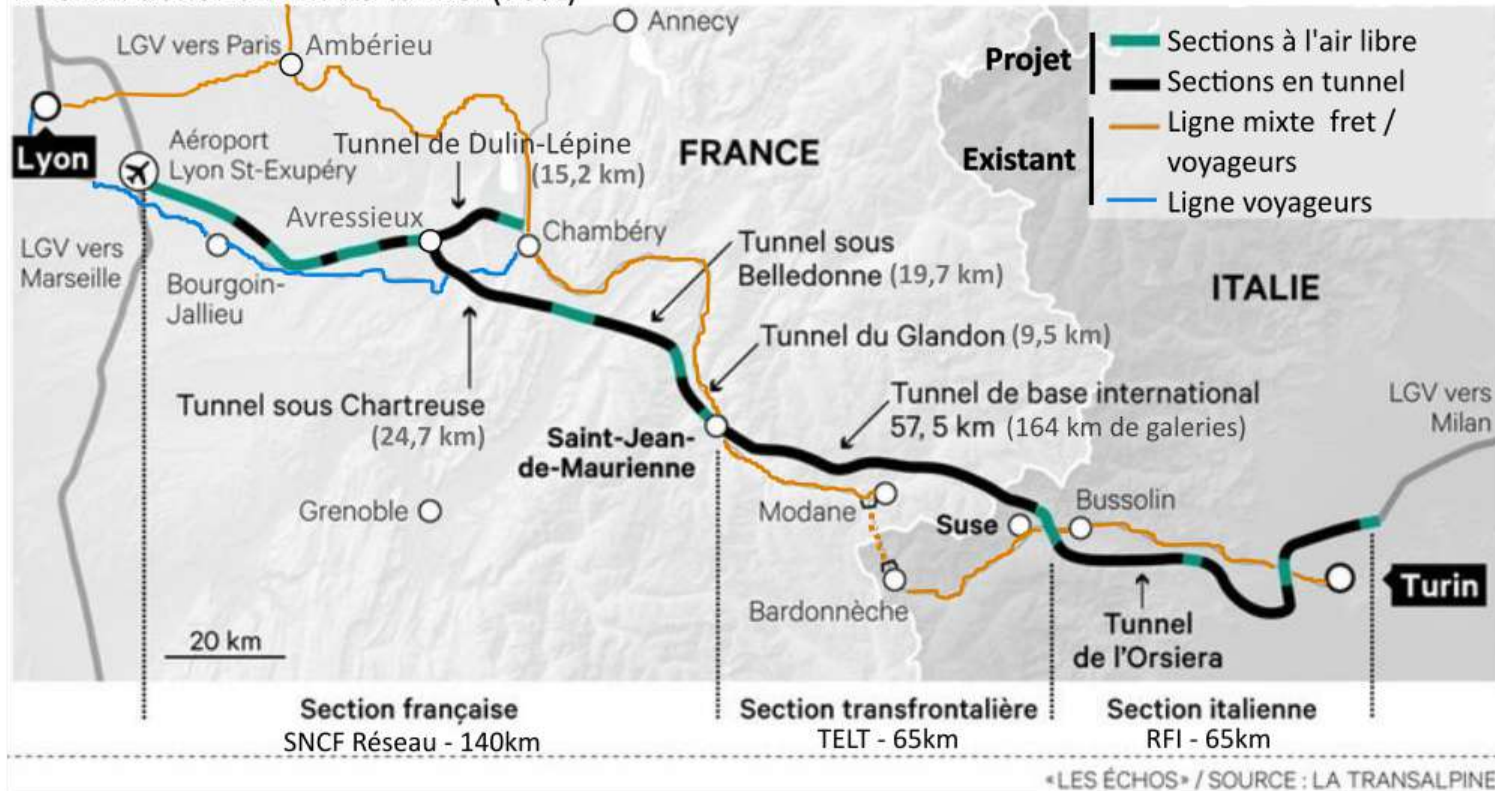 Annecy
LGV vers Paris
Ambérieu
Projet
Sections à l'air libre
Sections en tunnel
Existant
Ligne mixte fret /
voyageurs
Ligne voyageurs
Lyon
Aéroport
Lyon St-Exupéry
Tunnel de Dulin-Lépine
(15,2 km)
FRANCE
Avressieux
Chambéry
LGV vers
Marseille
Bourgoin-
Jallieu
Tunnel sous
Belledonne (19,7 km)
ITALIE
Tunnel du Glandon (9,5 km)
Tunnel sous Chartreuse
(24,7 km)
Tunnel de base international
57, 5 km (164 km de galeries)
LGV vers
Milan
Saint-Jean-
de-Maurienne
Grenoble
Modane
Suse
Bussolin
Bardonnèche
Turin
Tunnel
de l'Orsiera
20 km
Section française
SNCF Réseau - 140km
Section transfrontalière
TELT - 65km
Section italienne
RFI - 65km
«LES ÉCHOS» / SOURCE : LA TRANSALPINE